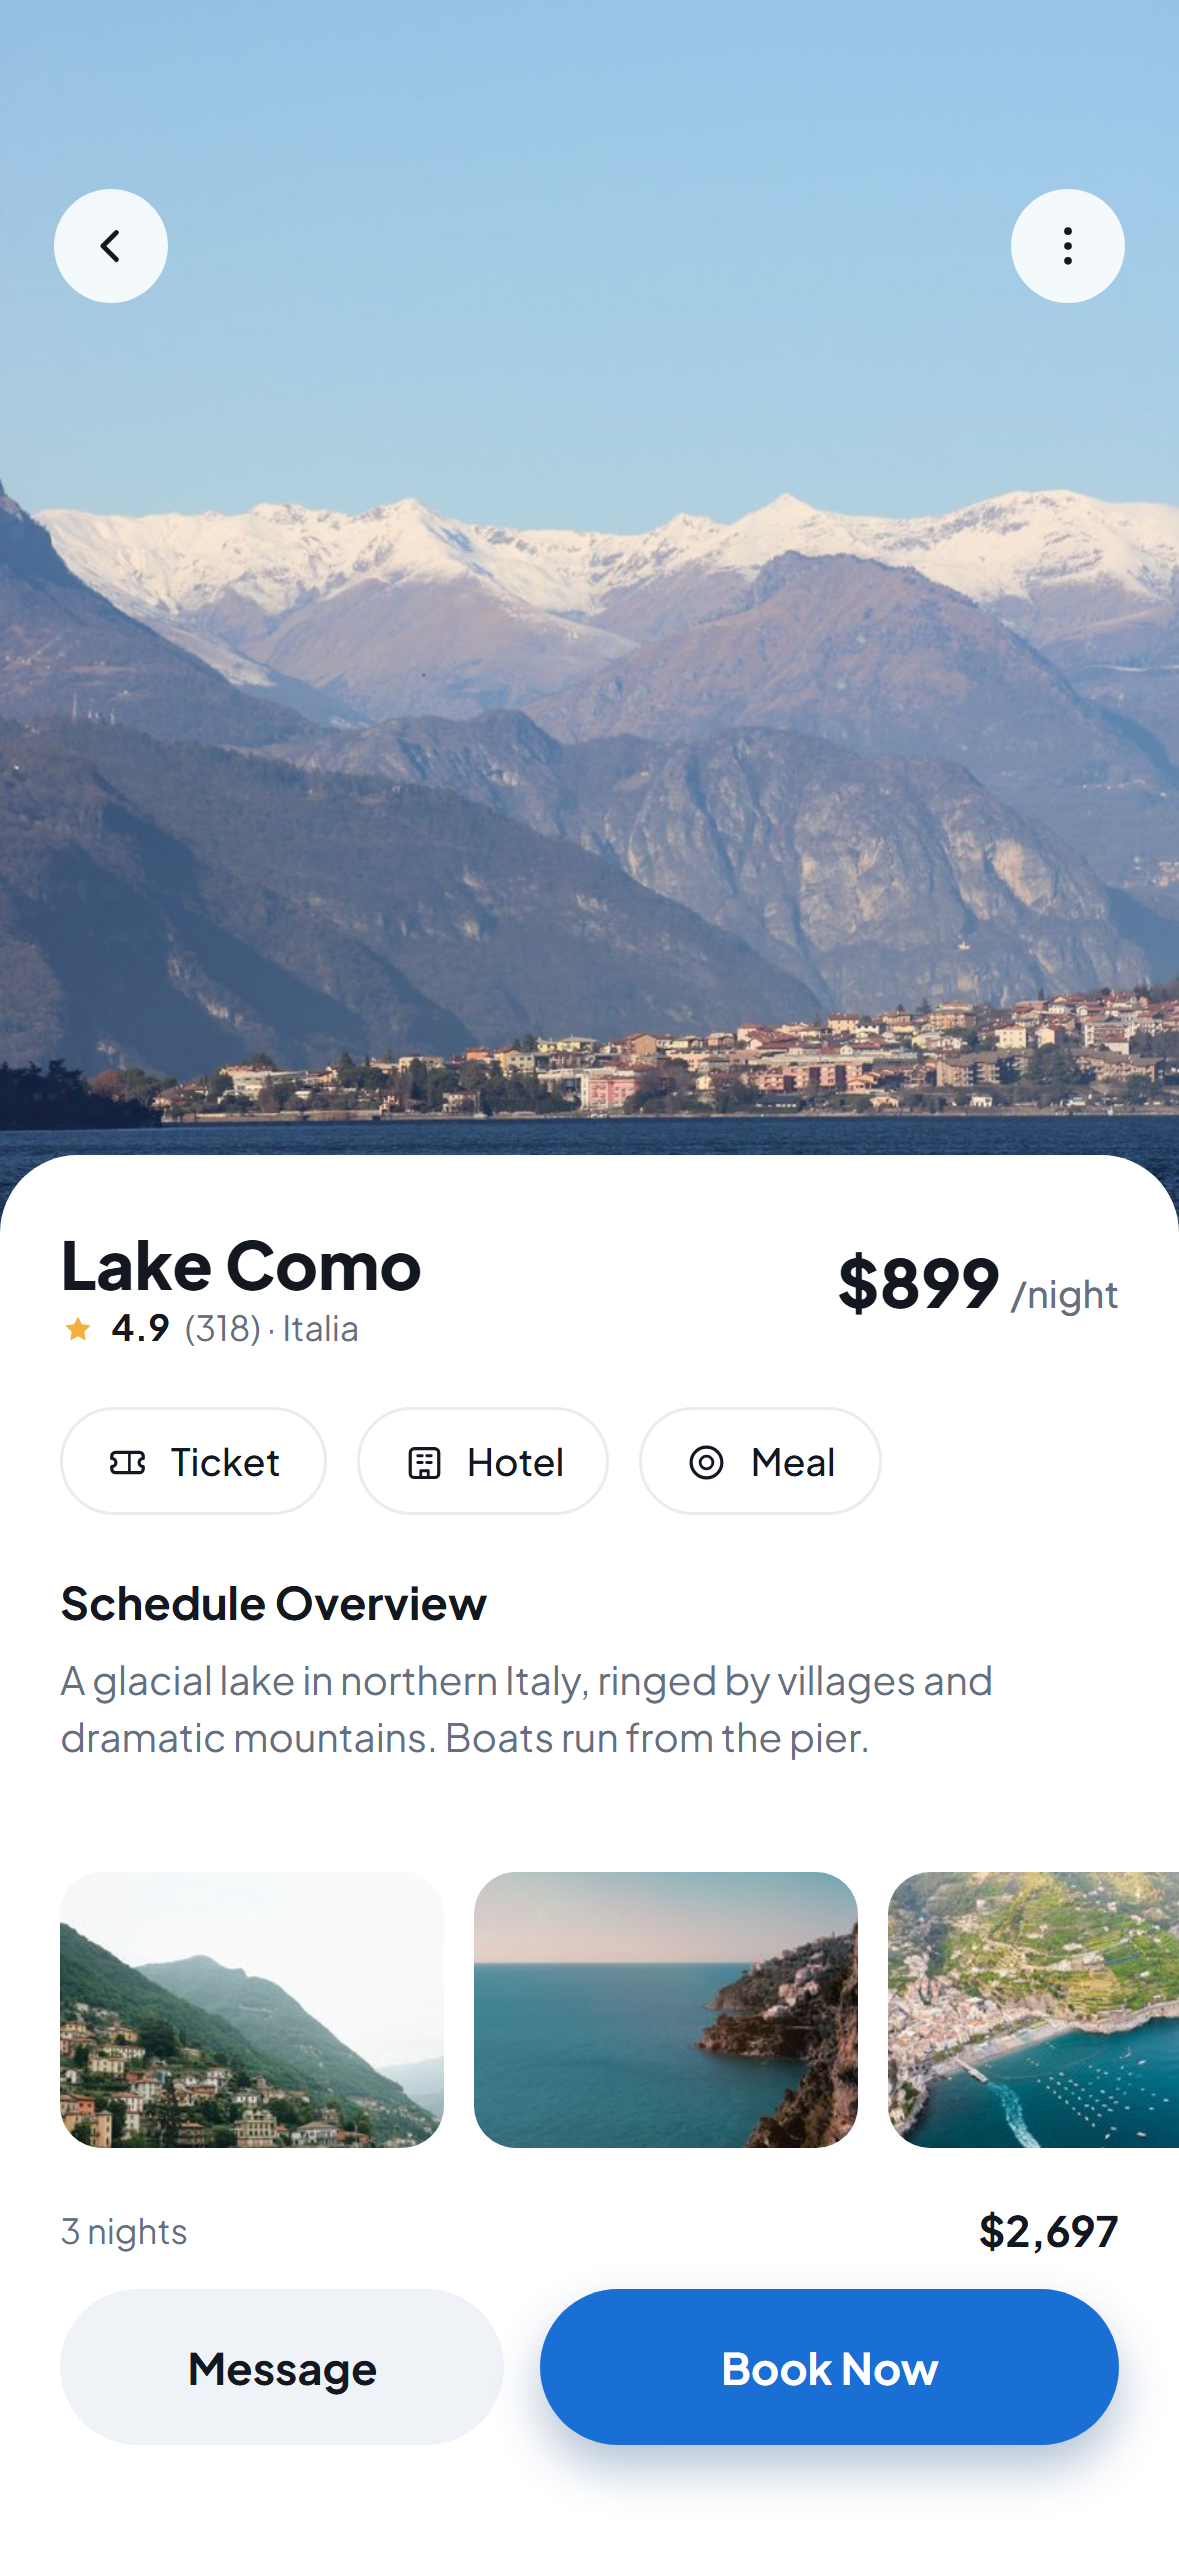 Lake Como
$899 /night
4.9 (318) · Italia
Ticket
Hotel
Meal
Schedule Overview
A glacial lake in northern Italy, ringed by villages and
dramatic mountains. Boats run from the pier.
3 nights
$2,697
Message
Book Now